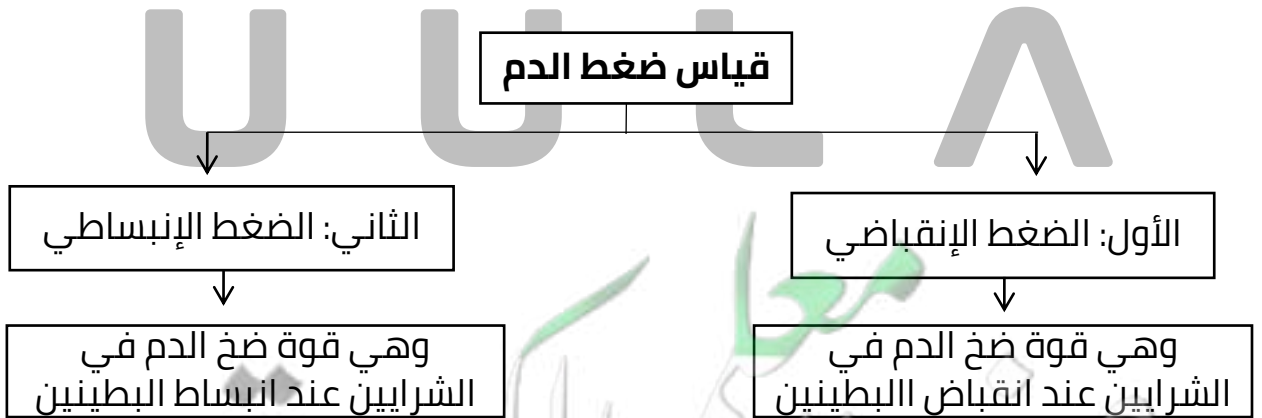 U U L A
قياس ضغط الدم
الأول: الضغط الإنقباضي
وهي قوة ضخ الدم في
الشرايين عند انقباض االبطينين
الثاني: الضغط الإنبساطي
وهي قوة ضخ الدم في
الشرايين عند انبساط البطينين